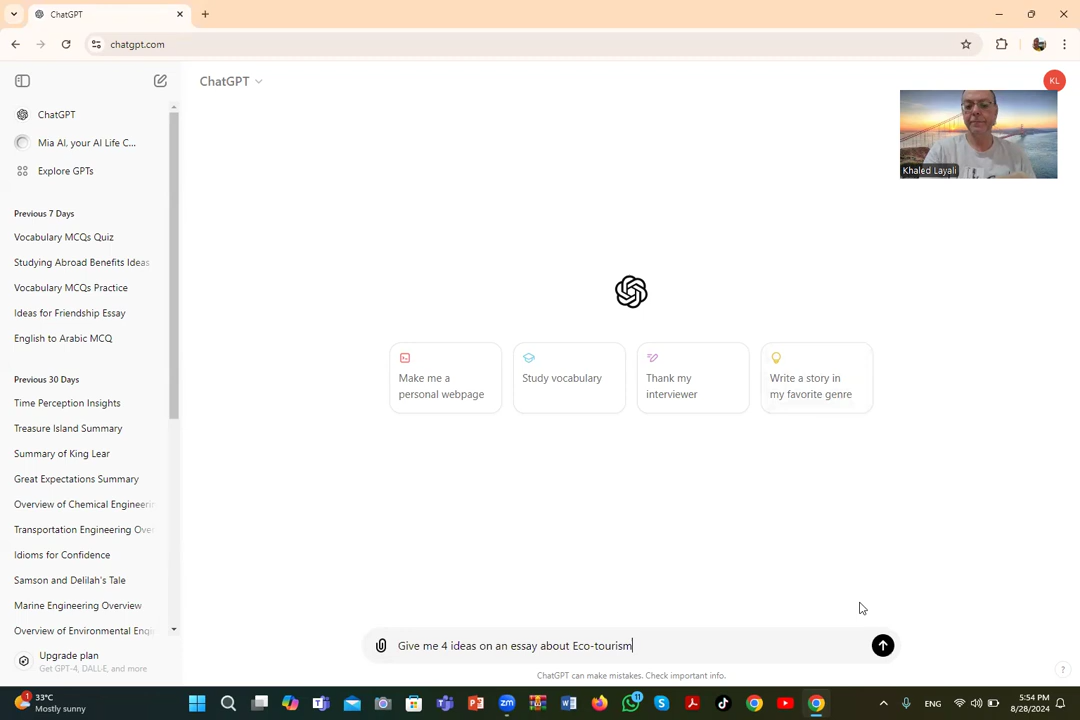 ChatGPT
chatgpt.com
ChatGPT
KL
ChatGPT
Mia AI, your AI Life C...
Explore GPTs
Khaled Layali
Previous 7 Days
Vocabulary MCQs Quiz
Studying Abroad Benefits Ideas
Vocabulary MCQs Practice
Ideas for Friendship Essay
English to Arabic MCQ
Previous 30 Days
Time Perception Insights
Treasure Island Summary
Summary of King Lear
Great Expectations Summary
Overview of Chemical Engineerin
Transportation Engineering Ove
Idioms for Confidence
Samson and Delilah's Tale
Marine Engineering Overview
Overview of Environmental Eng
Upgrade plan
Get GPT-4, DALL·E, and more
Make me a
personal webpage
Study vocabulary
Thank my
interviewer
Write a story in
my favorite genre
Give me 4 ideas on an essay about Eco-tourism
ChatGPT can make mistakes. Check important info.
?
1
33°C
Mostly sunny
11
ENG
5:54 PM
8/28/2024